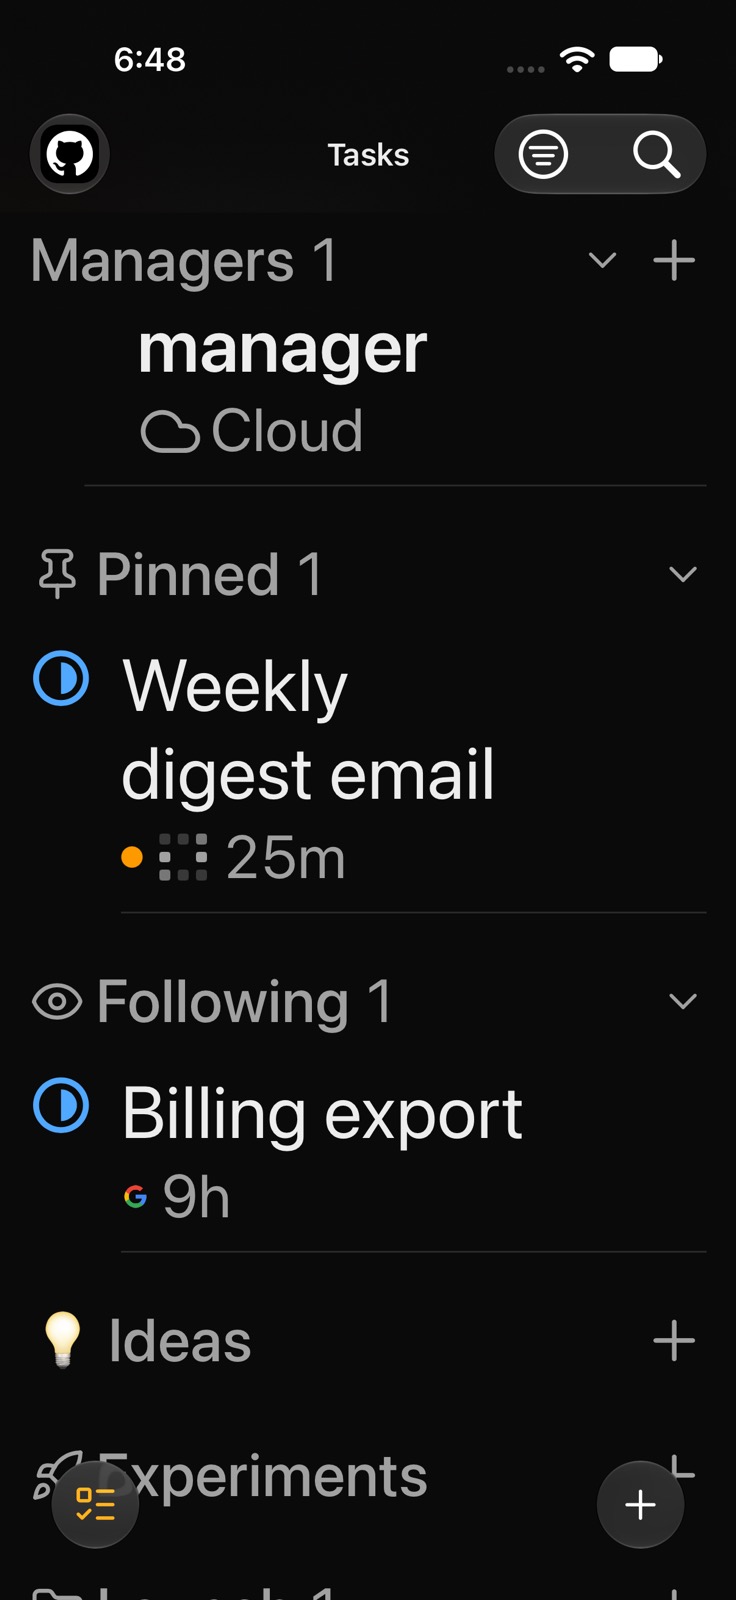 6:48
Tasks
Managers 1
manager
Cloud
Pinned 1
Weekly
digest email
25m
Following 1
Billing export
9h
Ideas
Experiments